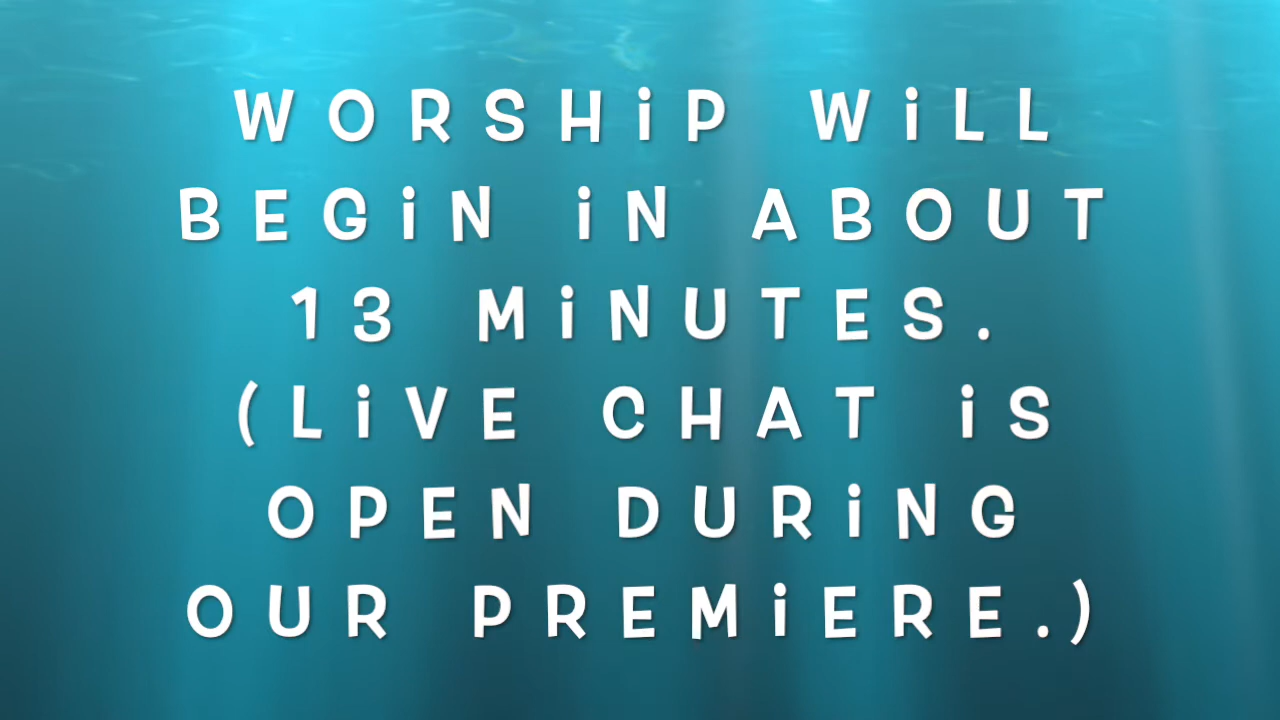 WORSHiP WiLL
BEGiN iN ABOUT
13 MiNUTES.
(LiVE CHAT iS
OPEN DURiNG
OUR PREMiERE.)